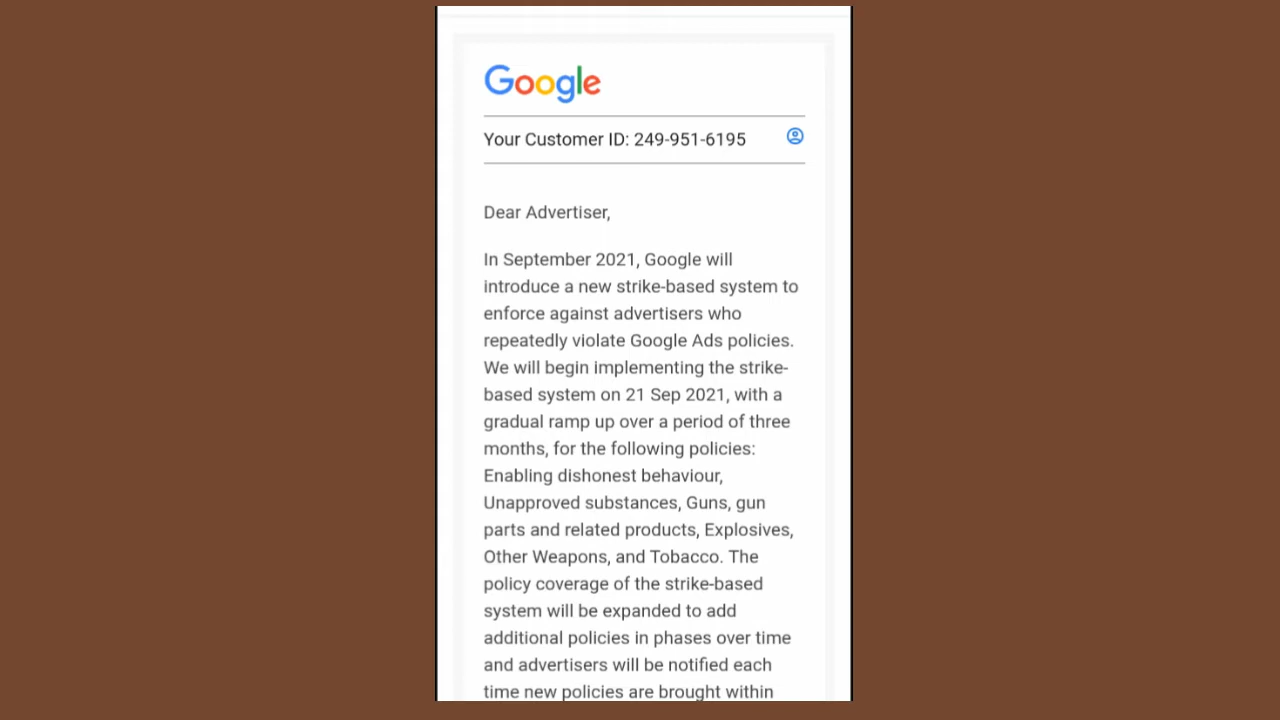 Google
Your Customer ID: 249-951-6195
Dear Advertiser,
In September 2021, Google will
introduce a new strike-based system to
enforce against advertisers who
repeatedly violate Google Ads policies.
We will begin implementing the strike-
based system on 21 Sep 2021, with a
gradual ramp up over a period of three
months, for the following policies:
Enabling dishonest behaviour,
Unapproved substances, Guns, gun
parts and related products, Explosives,
Other Weapons, and Tobacco. The
policy coverage of the strike-based
system will be expanded to add
additional policies in phases over time
and advertisers will be notified each
time new policies are brought within